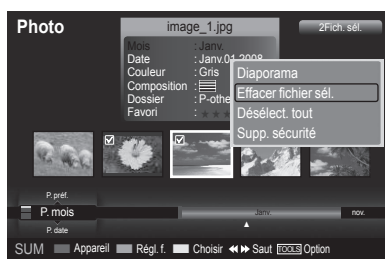 Photo
image_1.jpg
2Fich. sél.
Mois : Janv.
Date : Janv.01.2008
Couleur : Gris
Composition :
Dossier : P-othe
Favori : ★★★
Diaporama
Effacer fichier sél.
Désélect. tout
Supp. sécurité
P. préf.
P. mois
Janv.
nov.
P. date
SUM Appareil Régl. f. Choisir ◄◄ ►► Saut TOOLS Option